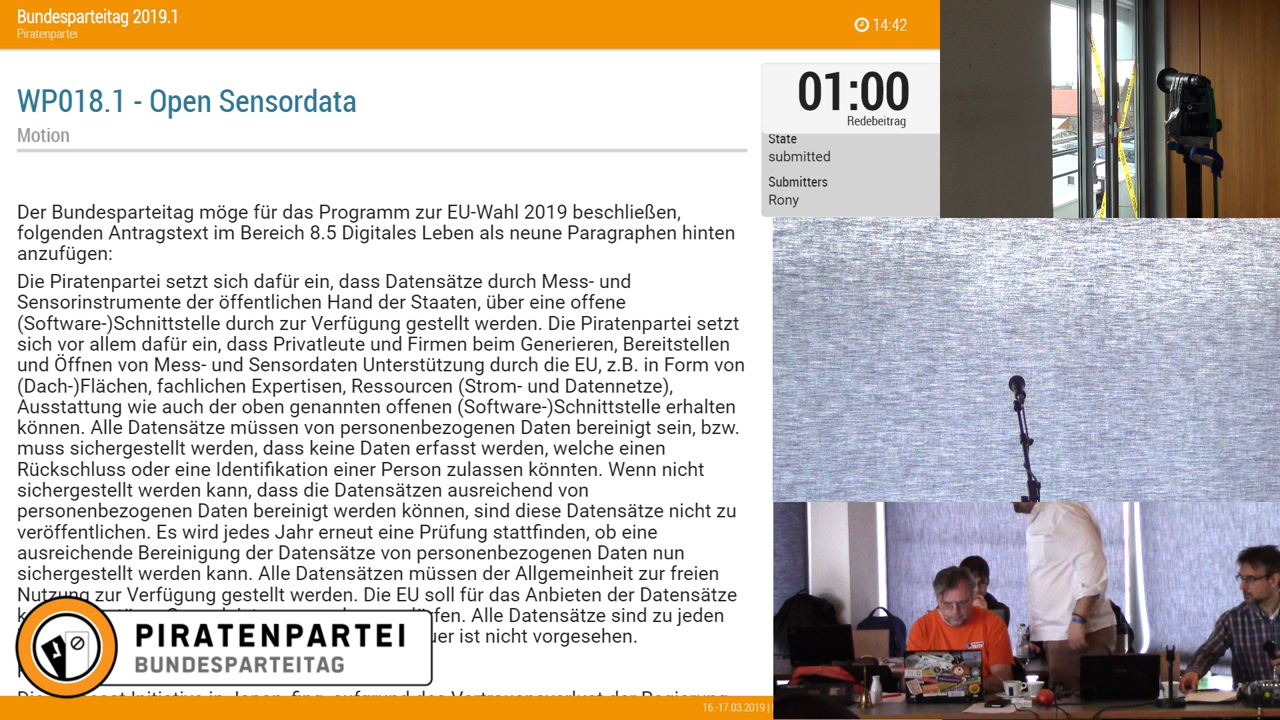 Bundesparteitag 2019.1
Piratenpartei
14:42
WP018.1 - Open Sensordata
Motion
01:00
Redebeitrag
State
submitted
Submitters
Rony
Der Bundesparteitag möge für das Programm zur EU-Wahl 2019 beschließen,
folgenden Antragstext im Bereich 8.5 Digitales Leben als neune Paragraphen hinten
anzufügen:
Die Piratenpartei setzt sich dafür ein, dass Datensätze durch Mess- und
Sensorinstrumente der öffentlichen Hand der Staaten, über eine offene
(Software-)Schnittstelle durch zur Verfügung gestellt werden. Die Piratenpartei setzt
sich vor allem dafür ein, dass Privatleute und Firmen beim Generieren, Bereitstellen
und Öffnen von Mess- und Sensordaten Unterstützung durch die EU, z.B. in Form von
(Dach-)Flächen, fachlichen Expertisen, Ressourcen (Strom- und Datennetze),
Ausstattung wie auch der oben genannten offenen (Software-)Schnittstelle erhalten
können. Alle Datensätze müssen von personenbezogenen Daten bereinigt sein, bzw.
muss sichergestellt werden, dass keine Daten erfasst werden, welche einen
Rückschluss oder eine Identifikation einer Person zulassen könnten. Wenn nicht
sichergestellt werden kann, dass die Datensätzen ausreichend von
personenbezogenen Daten bereinigt werden können, sind diese Datensätze nicht zu
veröffentlichen. Es wird jedes Jahr erneut eine Prüfung stattfinden, ob eine
ausreichende Bereinigung der Datensätze von personenbezogenen Daten nun
sichergestellt werden kann. Alle Datensätzen müssen der Allgemeinheit zur freien
Nutzung zur Verfügung gestellt werden. Die EU soll für das Anbieten der Datensätze
Alle Datensätze sind zu jeden
ist nicht vorgesehen.
PIRATENPARTEI
BUNDESPARTEITAG
16.-17.03.2019 |